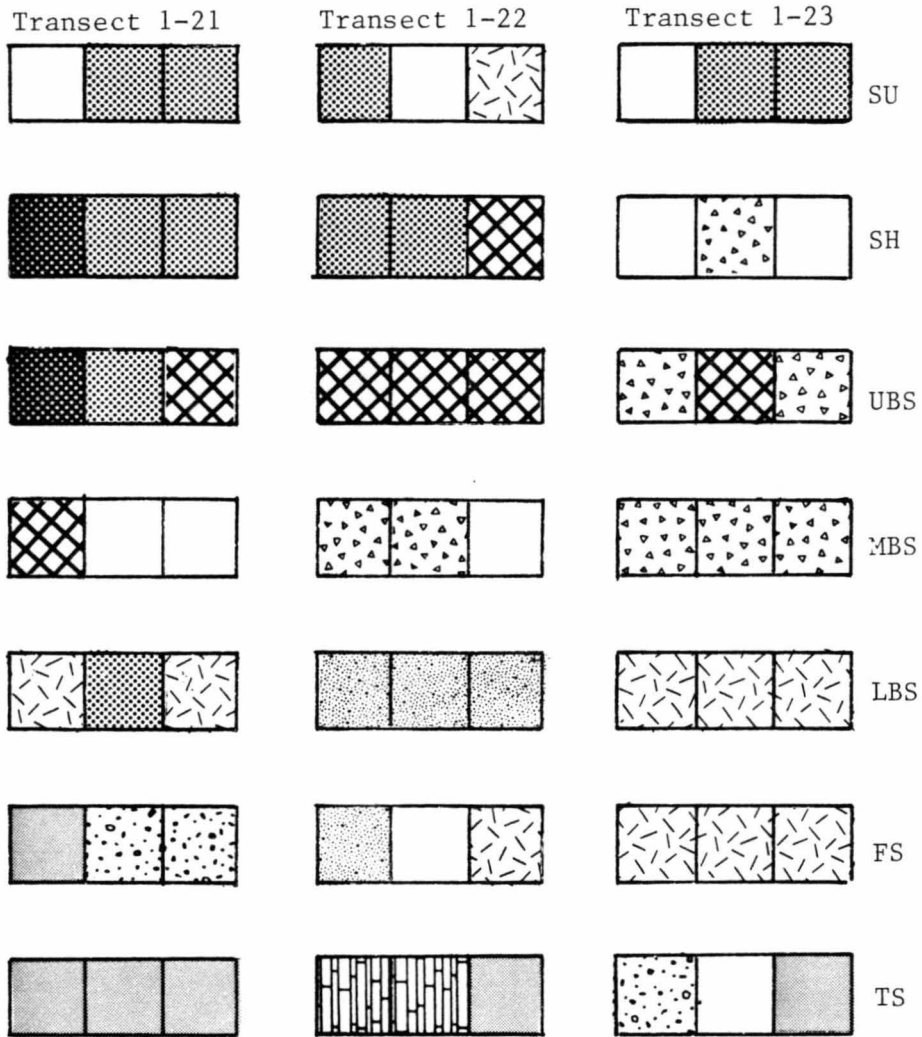 Transect 1-21 Transect 1-22 Transect 1-23
SU
SH
UBS
MBS
LBS
FS
TS